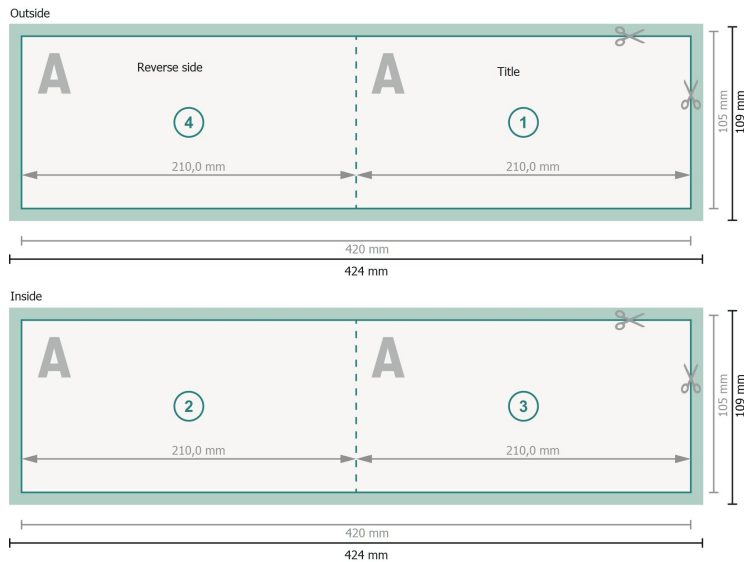 Outside
A
Reverse side
A
Title
4
1
210,0 mm
210,0 mm
105 mm
109 mm
420 mm
424 mm
Inside
A
A
2
3
210,0 mm
210,0 mm
105 mm
109 mm
420 mm
424 mm